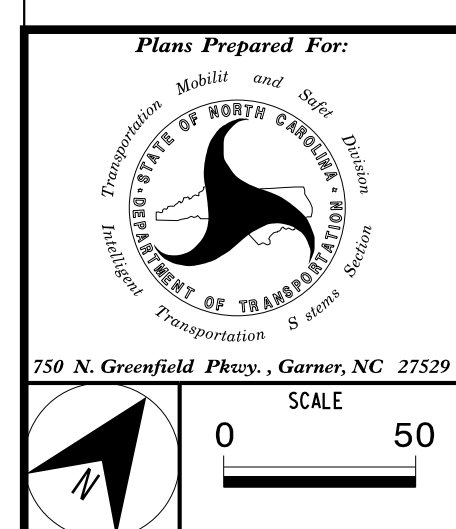 Plans Prepared For:
Transportation Mobilit and Safet Division
STATE OF NORTH CAROLINA
DEPARTMENT OF TRANSPORTATION
Intelligent Transportation S stems Section
750 N. Greenfield Pkwy. , Garner, NC 27529
SCALE
0 50
N